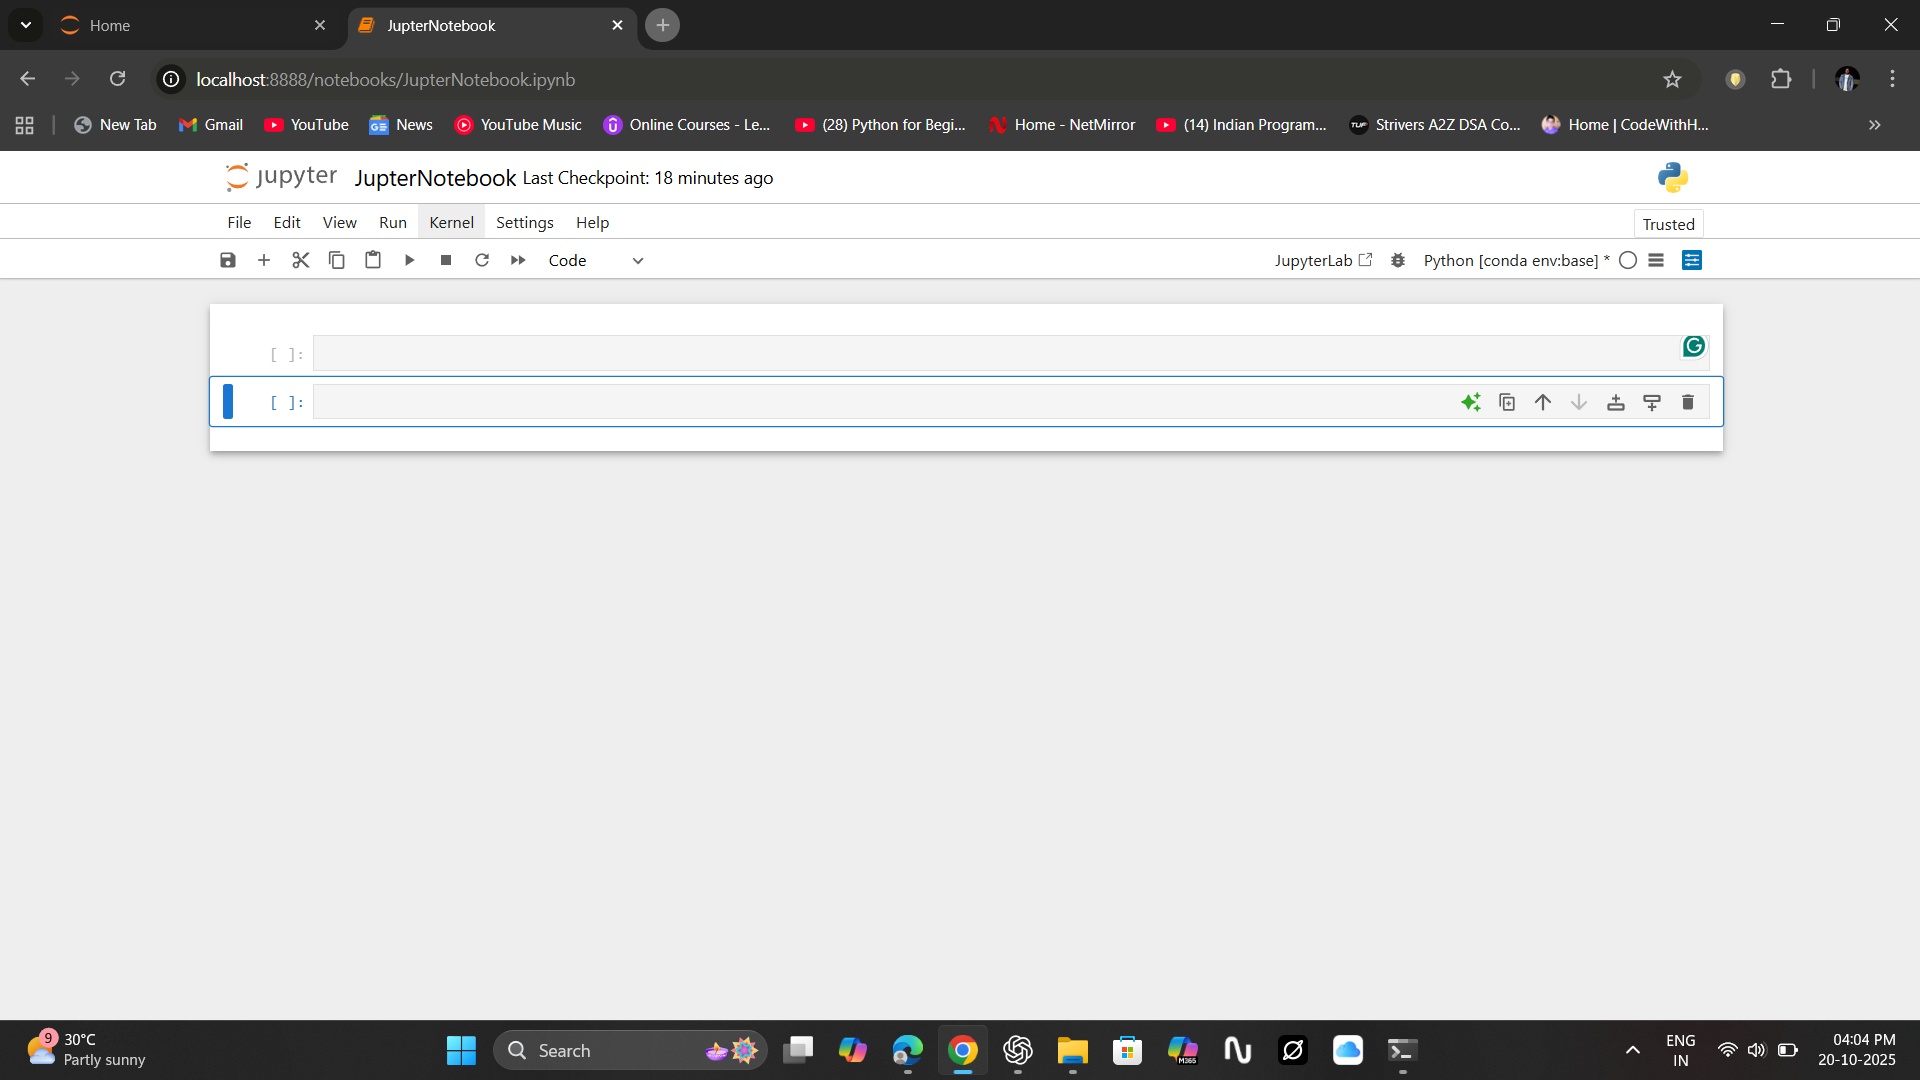 Home
JupterNotebook
localhost:8888/notebooks/JupterNotebook.ipynb
New Tab
Gmail
YouTube
News
YouTube Music
Online Courses - Le...
(28) Python for Begi...
Home - NetMirror
(14) Indian Program...
TUF
Strivers A2Z DSA Co...
Home | CodeWithH...
jupyter
JupterNotebook Last Checkpoint: 18 minutes ago
File Edit View Run Kernel Settings Help
Trusted
Code
JupyterLab
Python [conda env:base] *
[ ]:
[ ]:
9
30°C
Partly sunny
Search
M365
ENG
IN
04:04 PM
20-10-2025